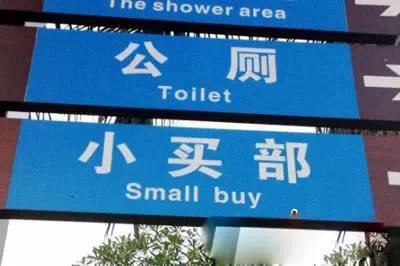 The shower area
公厕
Toilet
小买部
Small buy